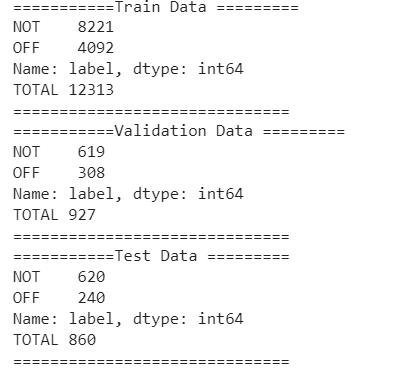 ===========Train Data =========
NOT    8221
OFF    4092
Name: label, dtype: int64
TOTAL 12313
==============================
===========Validation Data =========
NOT    619
OFF    308
Name: label, dtype: int64
TOTAL 927
==============================
===========Test Data =========
NOT    620
OFF    240
Name: label, dtype: int64
TOTAL 860
==============================